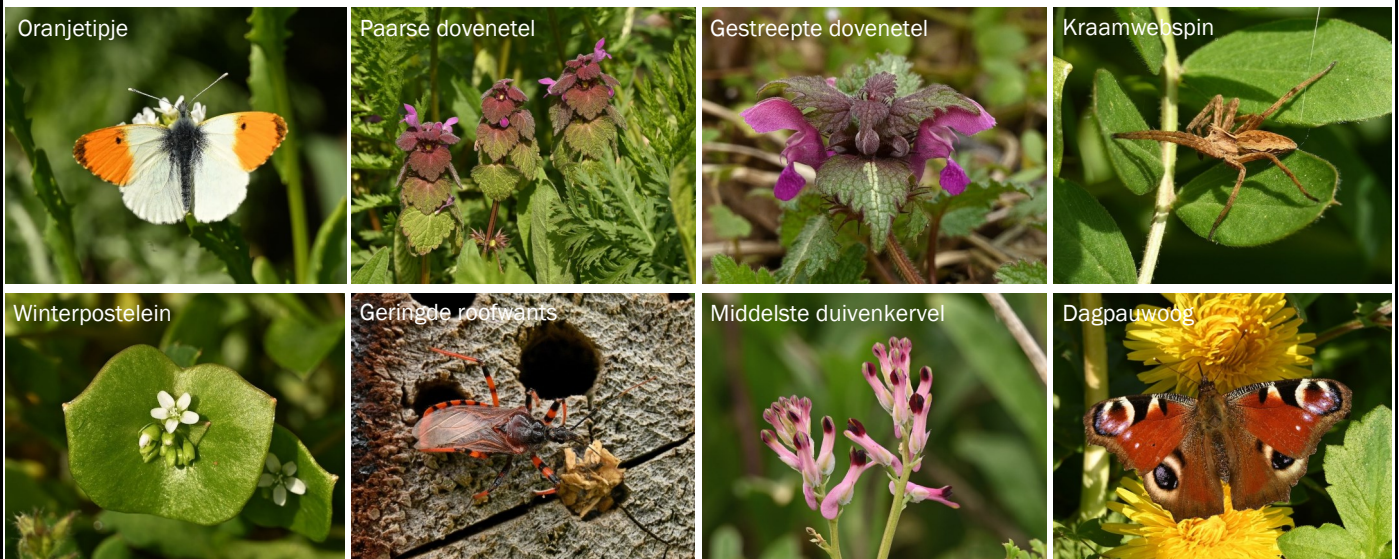 Oranjetipje
Paarse dovenetel
Gestreepte dovenetel
Kraamwebspin
Winterpostelein
Geringde roofwants
Middelste duivenkervel
Dagpauwoog